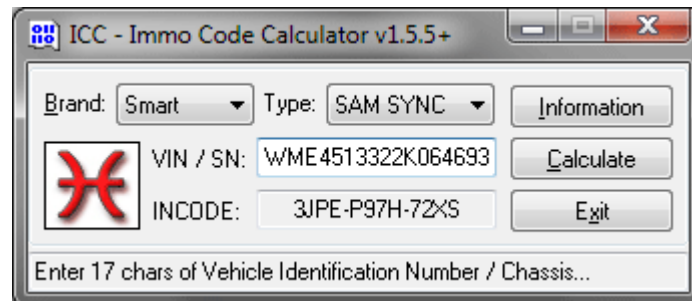 ICC - Immo Code Calculator v1.5.5+
Brand: Smart Type: SAM SYNC Information
VIN / SN: WME4513322K064693 Calculate
INCODE: 3JPE-P97H-72XS Exit
Enter 17 chars of Vehicle Identification Number / Chassis...